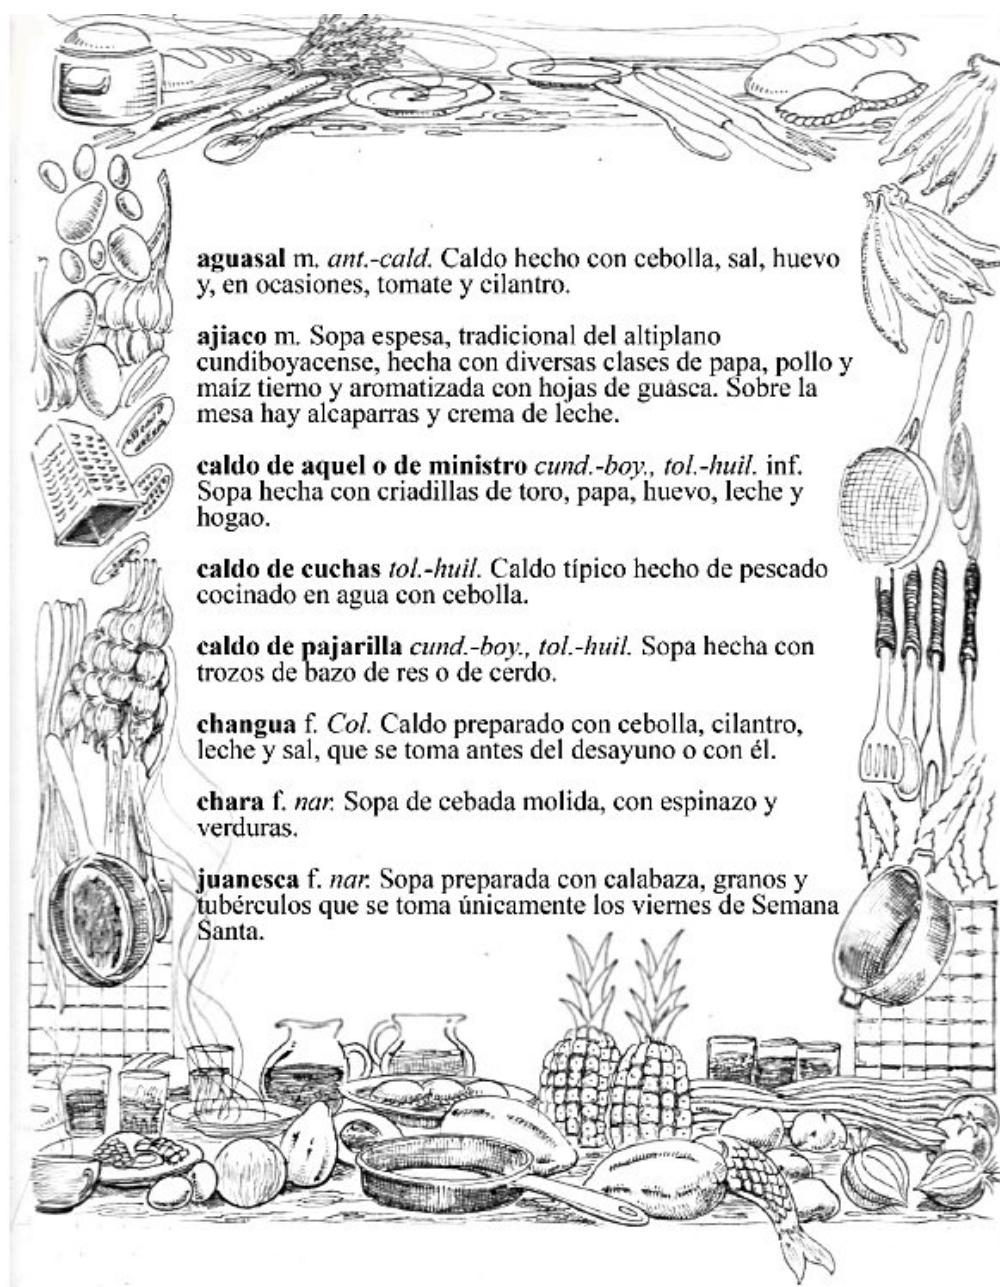 aguasal m. ant.-cald. Caldo hecho con cebolla, sal, huevo
y, en ocasiones, tomate y cilantro.
ajiaco m. Sopa espesa, tradicional del altiplano
cundiboyacense, hecha con diversas clases de papa, pollo y
maíz tierno y aromatizada con hojas de guasca. Sobre la
mesa hay alcaparras y crema de leche.
caldo de aquel o de ministro cund.-boy., tol.-huil. inf.
Sopa hecha con criadillas de toro, papa, huevo, leche y
hogao.
caldo de cuchas tol.-huil. Caldo típico hecho de pescado
cocinado en agua con cebolla.
caldo de pajarilla cund.-boy., tol.-huil. Sopa hecha con
trozos de bazo de res o de cerdo.
changua f. Col. Caldo preparado con cebolla, cilantro,
leche y sal, que se toma antes del desayuno o con él.
chara f. nar. Sopa de cebada molida, con espinazo y
verduras.
juanesca f. nar. Sopa preparada con calabaza, granos y
tubérculos que se toma únicamente los viernes de Semana
Santa.